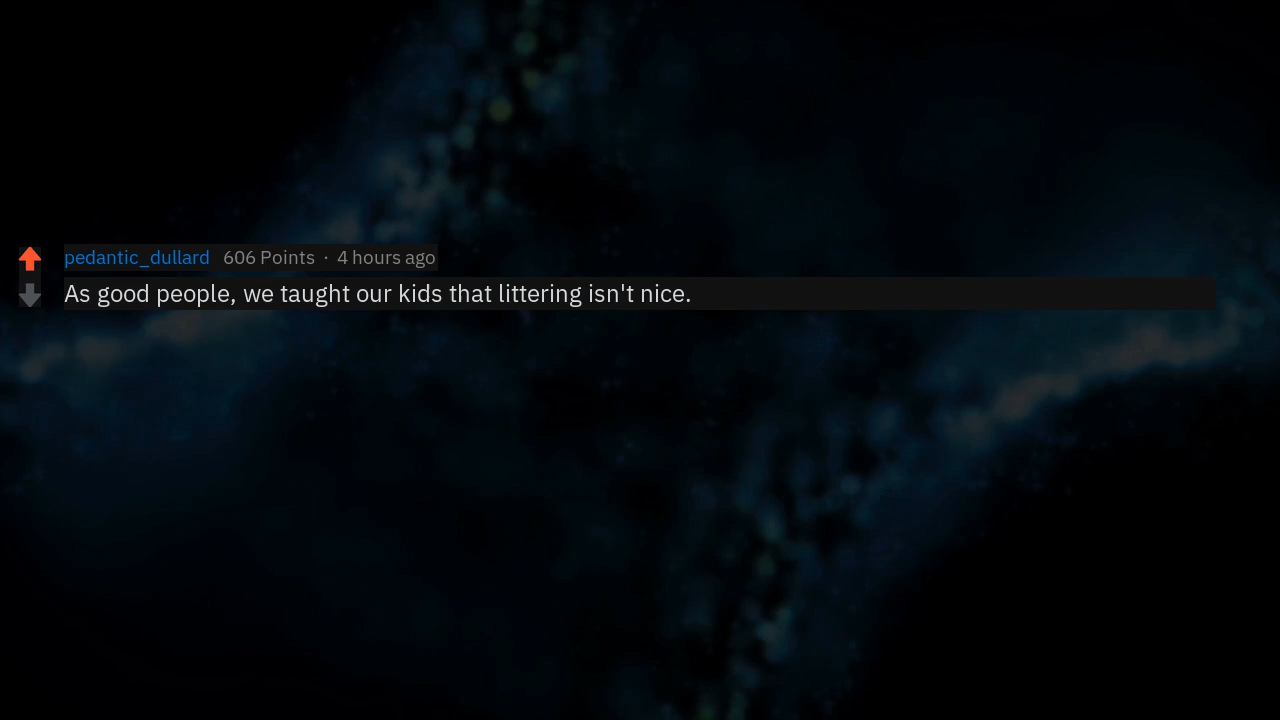 pedantic_dullard 606 Points · 4 hours ago
As good people, we taught our kids that littering isn't nice.